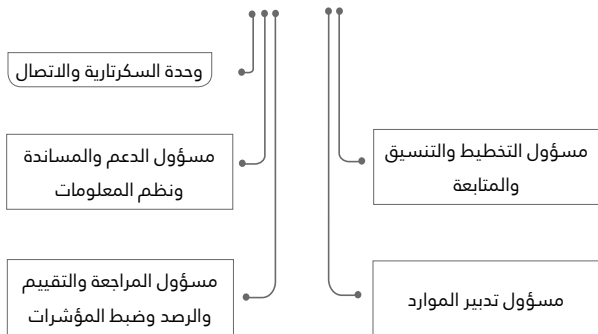 وحدة السكرتارية والاتصال
مسؤول التخطيط والتنسيق
والمتابعة
مسؤول الدعم والمساندة
ونظم المعلومات
مسؤول تدبير الموارد
مسؤول المراجعة والتقييم
والرصد وضبط المؤشرات